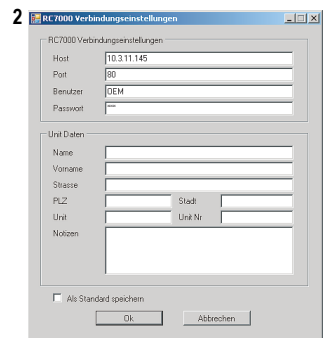 2
RC7000 Verbindungseinstellungen
RC7000 Verbindungseinstellungen
Host 10.3.11.145
Port 80
Benutzer OEM
Passwort ***
Unit Daten
Name
Vorname
Strasse
PLZ Stadt
Unit Unit Nr
Notizen
Als Standard speichern
Ok Abbrechen